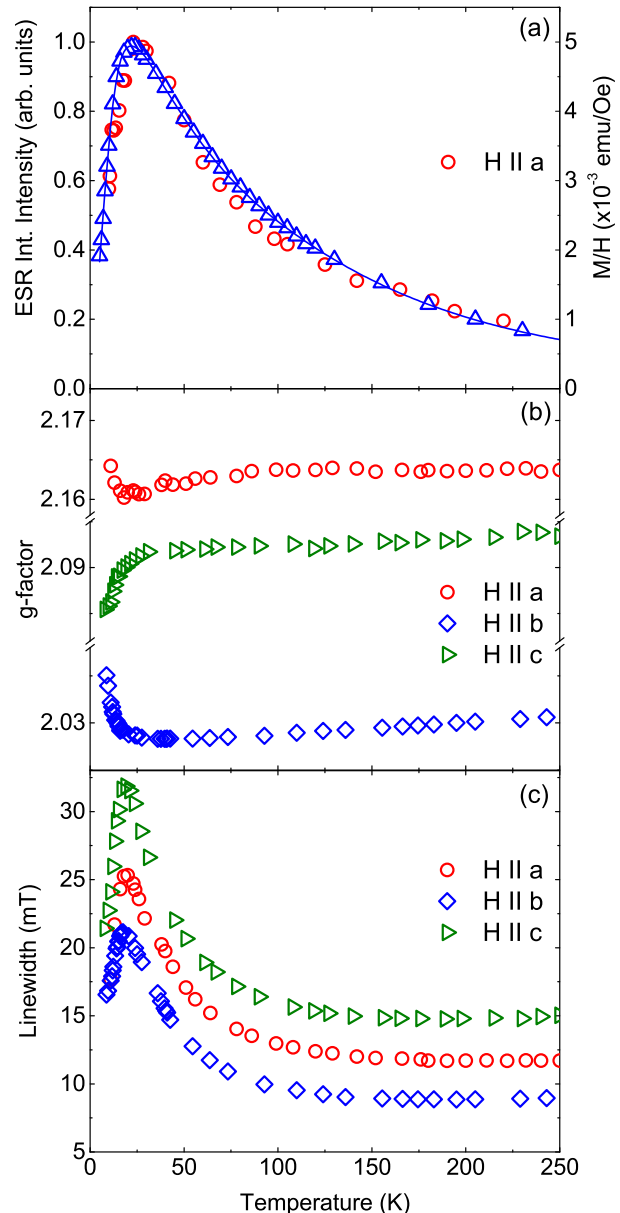 (a)
1.0
0.8
0.6
0.4
0.2
0.0
ESR Int. Intensity (arb. units)
H II a
5
4
3
2
1
0
M/H (x10⁻³ emu/Oe)
(b)
2.17
2.16
2.09
2.03
g-factor
H II a
H II b
H II c
(c)
30
25
20
15
10
5
Linewidth (mT)
H II a
H II b
H II c
0 50 100 150 200 250
Temperature (K)